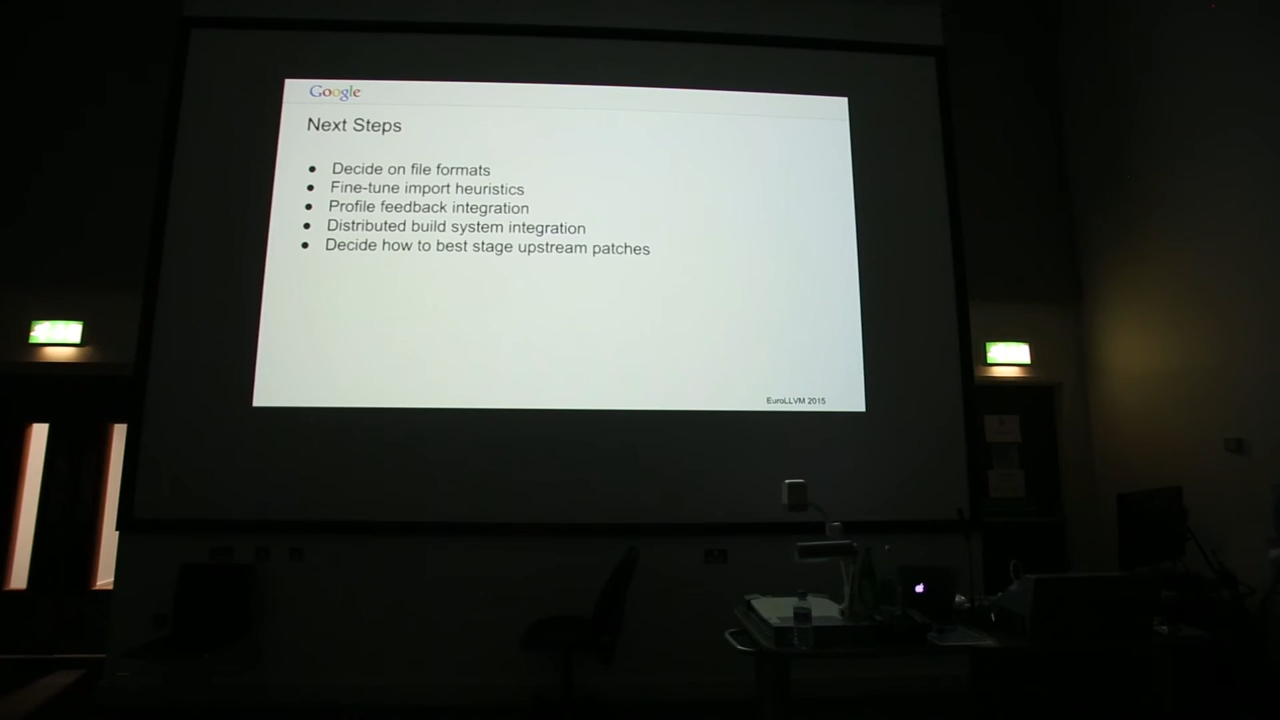 Google
Next Steps
● Decide on file formats
● Fine-tune import heuristics
● Profile feedback integration
● Distributed build system integration
● Decide how to best stage upstream patches
EuroLLVM 2015